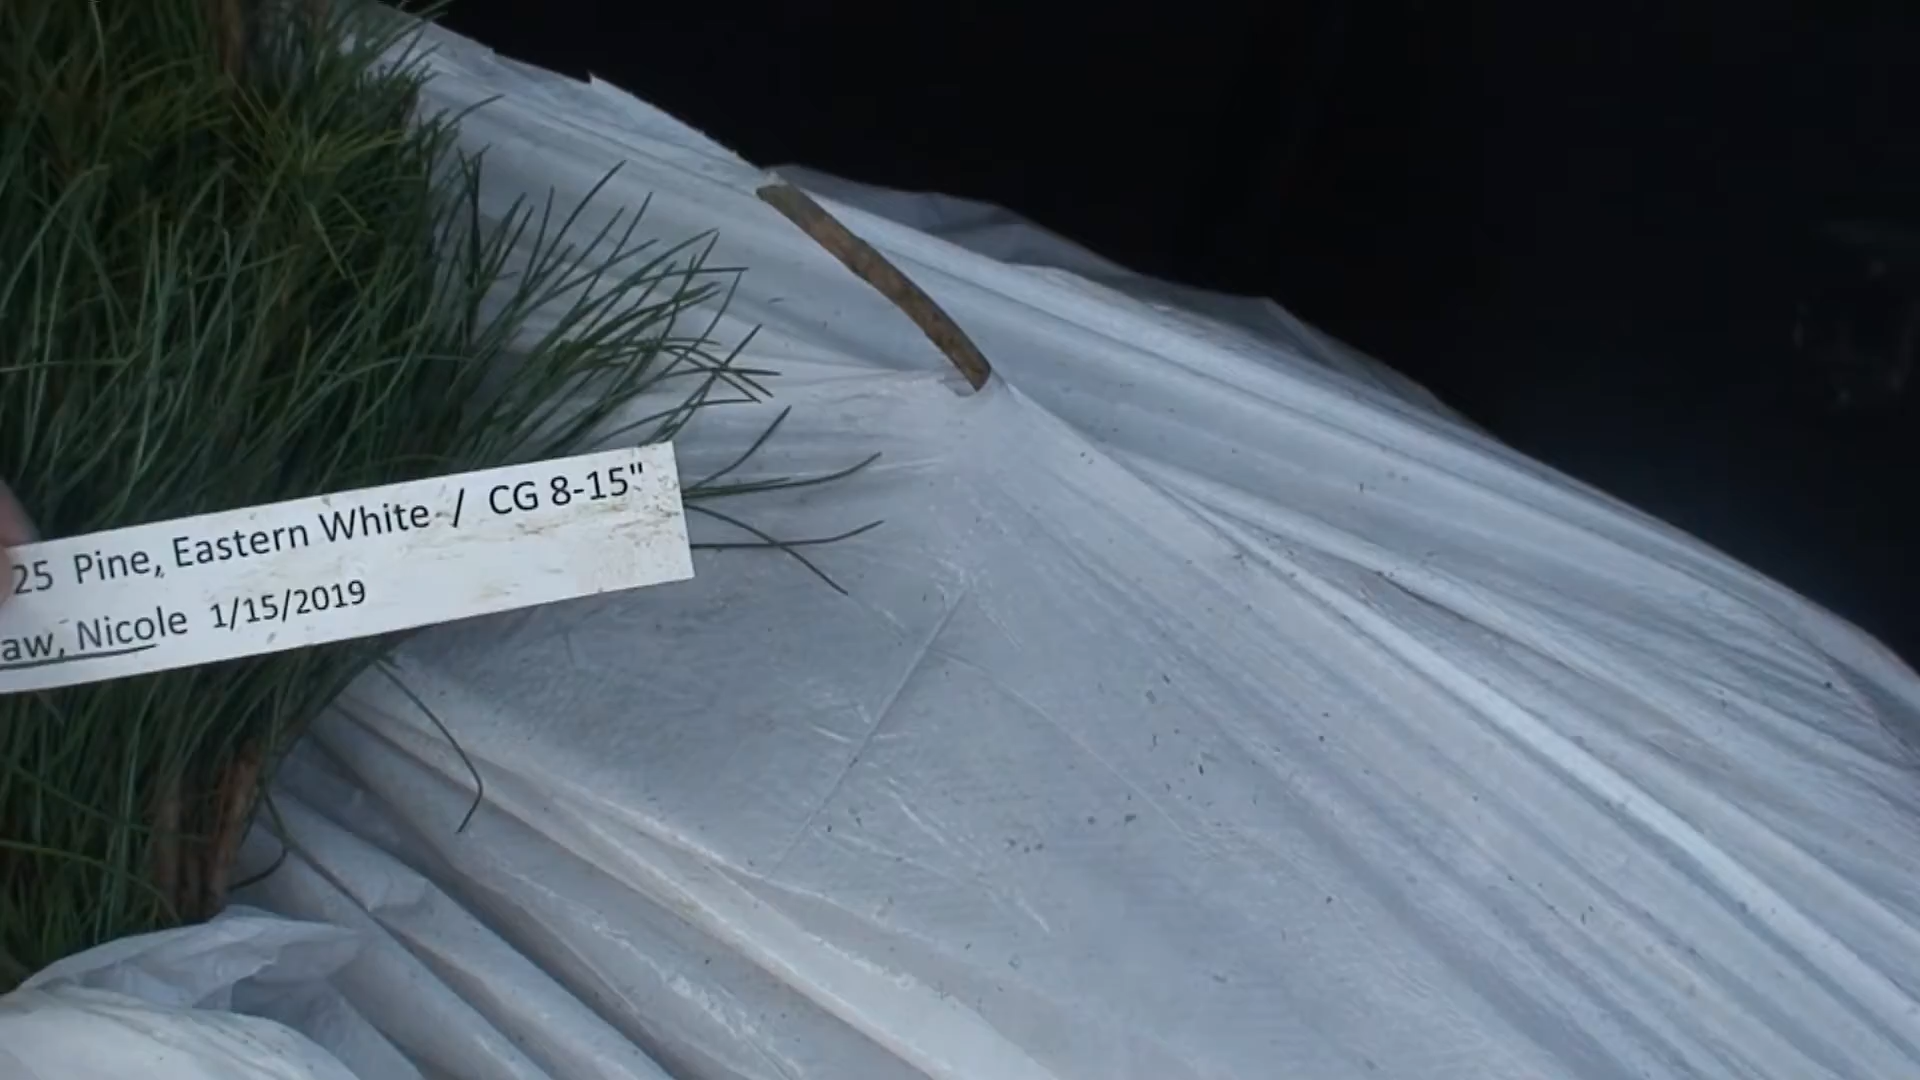 25 Pine, Eastern White / CG 8-15"
aw, Nicole 1/15/2019